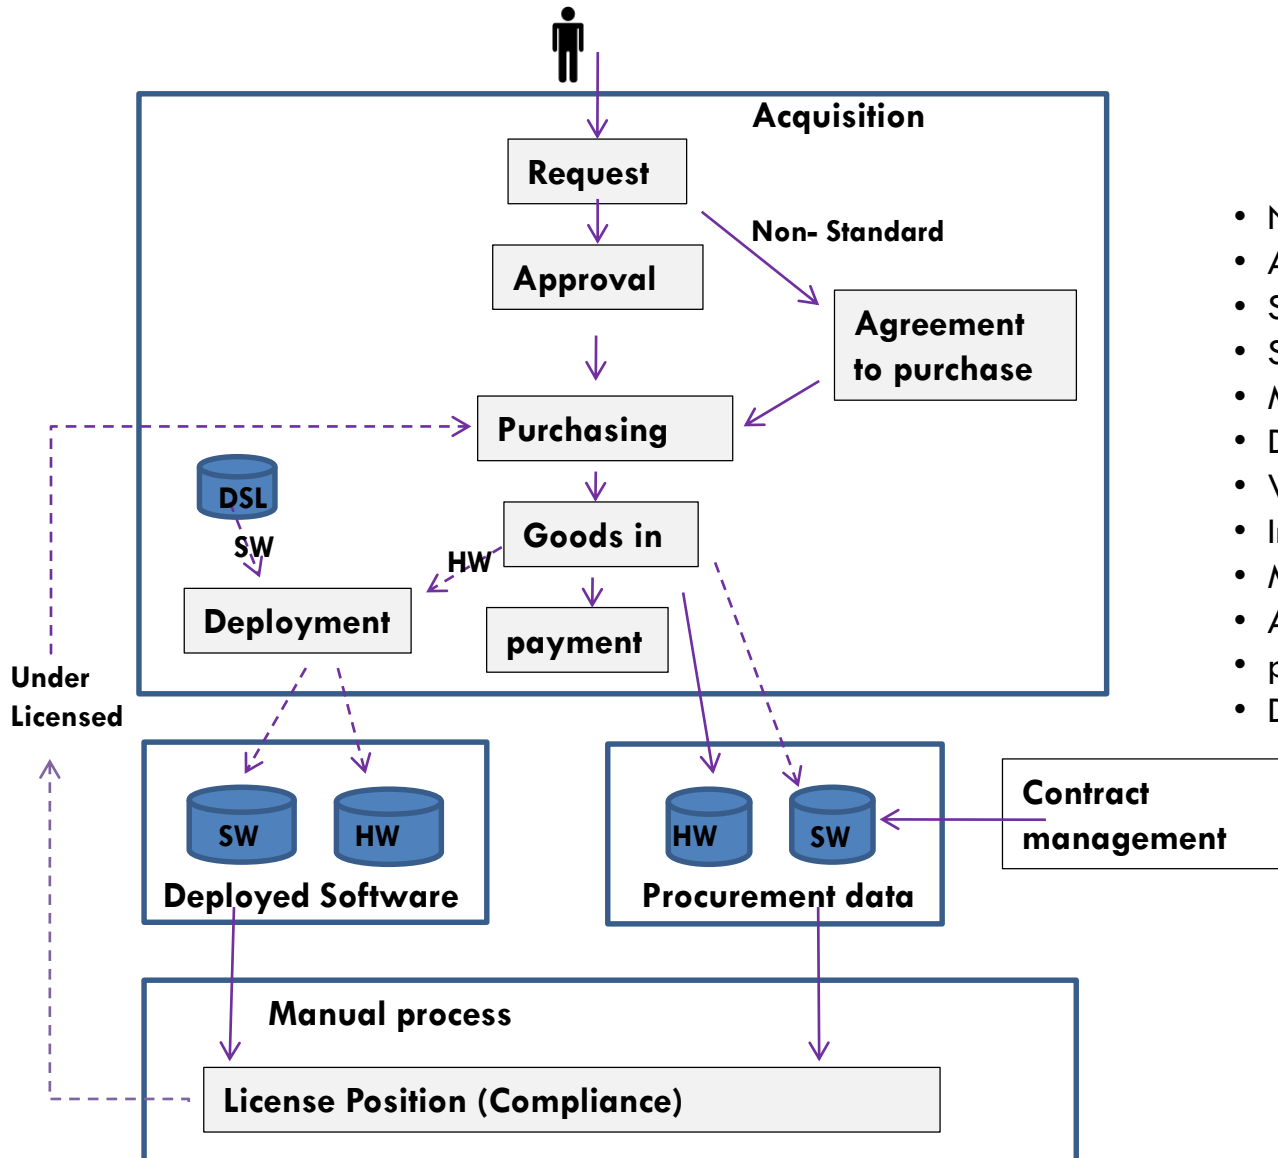 Acquisition
Request
Non- Standard
Approval
Agreement
to purchase
Purchasing
DSL
SW
HW
Goods in
Deployment
payment
Under
Licensed
SW
HW
Deployed Software
HW
SW
Procurement data
Contract
management
Manual process
License Position (Compliance)